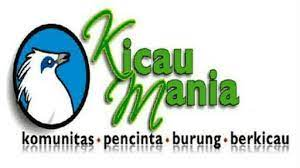 Kicau
Mania
komunitas • pencinta • burung • berkicau